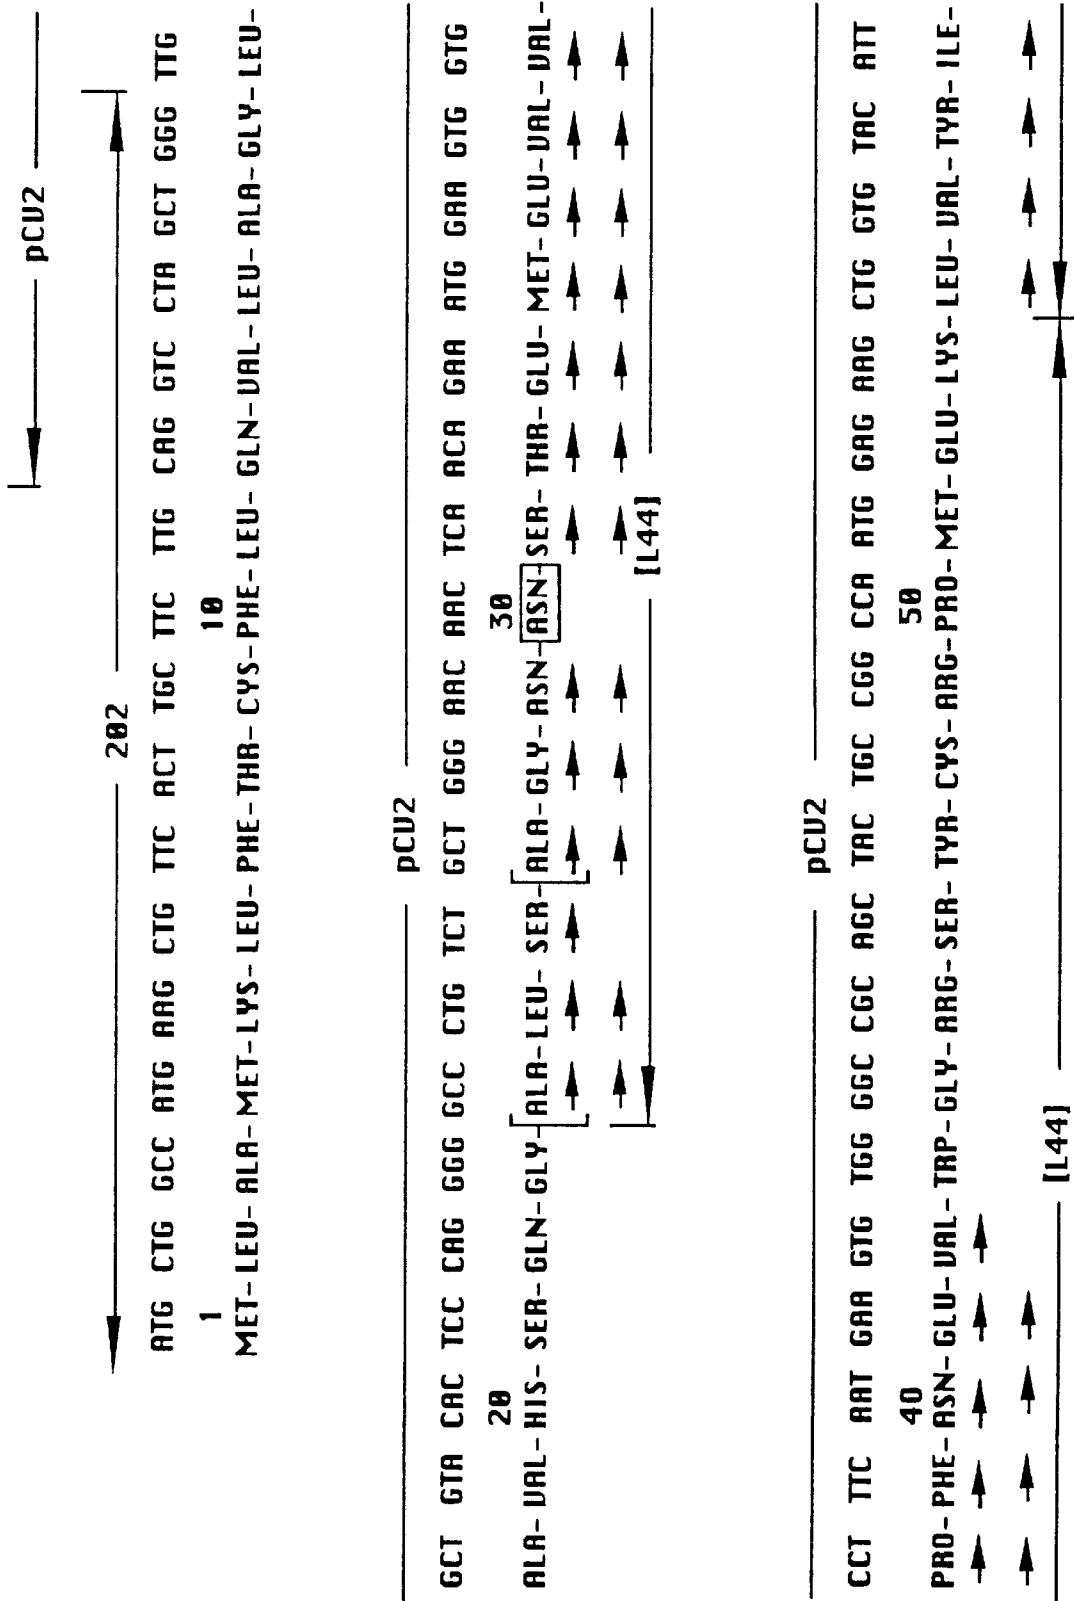 pCV2
202
ATG CTG GCC ATG AAG CTG TTC ACT TGC TTC TTG CAG GTC CTA GCT GGG TTG
1 10
MET-LEU-ALA-MET-LYS-LEU-PHE-THR-CYS-PHE-LEU-GLN-VAL-LEU-ALA-GLY-LEU-
pCV2
GCT GTA CAC TCC CAG GGG GCC CTG TCT GCT GGG AAC AAC TCA ACA GAA ATG GAA GTG GTG
20 30
ALA-VAL-HIS-SER-GLN-GLY-ALA-LEU-SER-ALA-GLY-ASN-ASN-SER-THR-GLU-MET-GLU-VAL-VAL-
[L44]
pCV2
CCT TTC AAT GAA GTG TGG GGC CGC AGC TAC TGC CGG CCA ATG GAG AAG CTG GTG TAC ATT
40 50
PRO-PHE-ASN-GLU-VAL-TRP-GLY-ARG-SER-TYR-CYS-ARG-PRO-MET-GLU-LYS-LEU-VAL-TYR-ILE-
[L44]